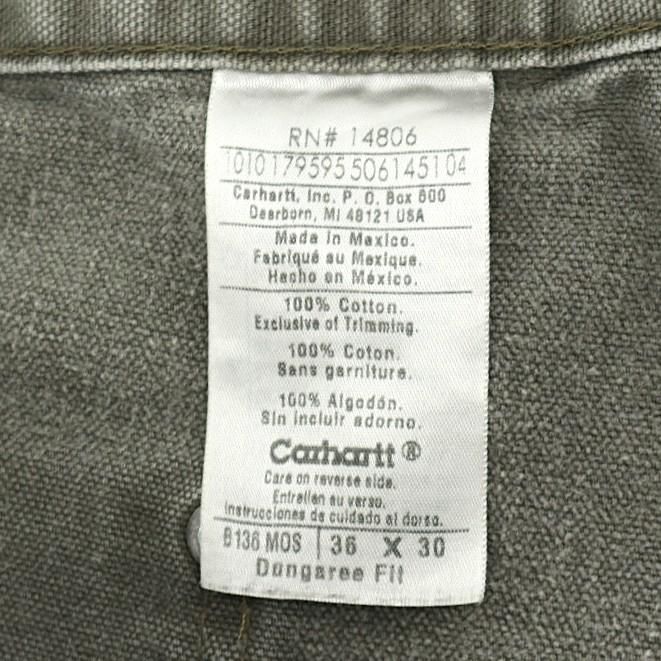 RN# 14806
1010179595506145104
Carhartt, Inc. P. O. Box 600
Dearborn, MI 48121 USA
Made in Mexico.
Fabriqué au Mexique.
Hecho en México.
100% Cotton.
Exclusive of Trimming.
100% Coton.
Sans garniture.
100% Algodón.
Sin incluir adorno.
Carhartt®
Care on reverse side.
Entretien au verso.
Instrucciones de cuidado al dorso.
B136 MOS | 36 X 30
Dungaree Fit